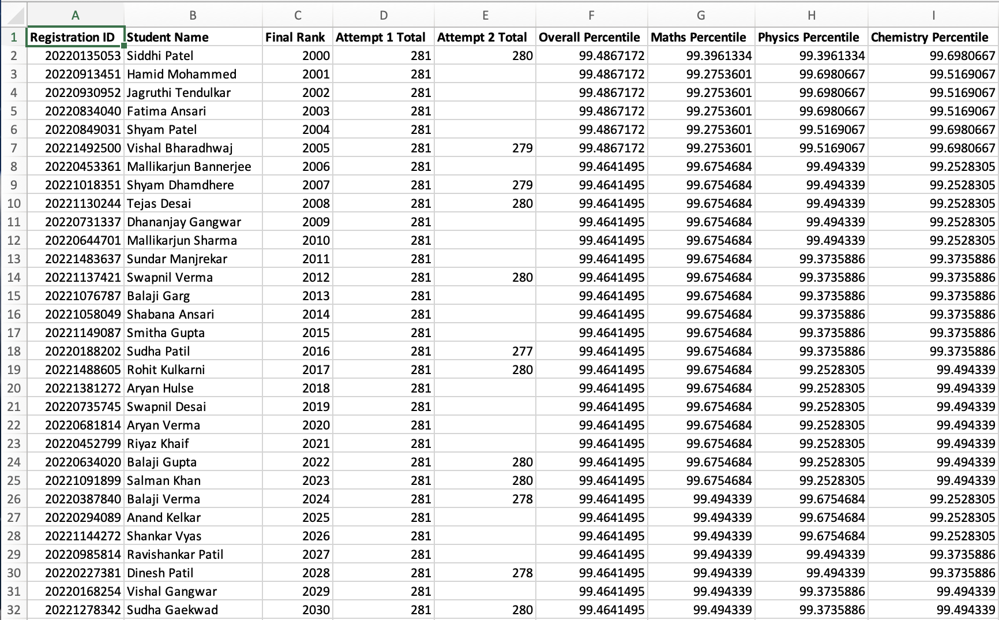 A B C D E F G H I
1 Registration ID Student Name Final Rank Attempt 1 Total Attempt 2 Total Overall Percentile Maths Percentile Physics Percentile Chemistry Percentile
2 20220135053 Siddhi Patel 2000 281 280 99.4867172 99.3961334 99.3961334 99.6980667
3 20220913451 Hamid Mohammed 2001 281 99.4867172 99.2753601 99.6980667 99.5169067
4 20220930952 Jagruthi Tendulkar 2002 281 99.4867172 99.2753601 99.6980667 99.5169067
5 20220834040 Fatima Ansari 2003 281 99.4867172 99.2753601 99.6980667 99.5169067
6 20220849031 Shyam Patel 2004 281 99.4867172 99.2753601 99.5169067 99.6980667
7 20221492500 Vishal Bharadhwaj 2005 281 279 99.4867172 99.2753601 99.5169067 99.6980667
8 20220453361 Mallikarjun Bannerjee 2006 281 99.4641495 99.6754684 99.494339 99.2528305
9 20221018351 Shyam Dhamdhere 2007 281 279 99.4641495 99.6754684 99.494339 99.2528305
10 20221130244 Tejas Desai 2008 281 280 99.4641495 99.6754684 99.494339 99.2528305
11 20220731337 Dhananjay Gangwar 2009 281 99.4641495 99.6754684 99.494339 99.2528305
12 20220644701 Mallikarjun Sharma 2010 281 99.4641495 99.6754684 99.494339 99.2528305
13 20221483637 Sundar Manjrekar 2011 281 99.4641495 99.6754684 99.3735886 99.3735886
14 20221137421 Swapnil Verma 2012 281 280 99.4641495 99.6754684 99.3735886 99.3735886
15 20221076787 Balaji Garg 2013 281 99.4641495 99.6754684 99.3735886 99.3735886
16 20221058049 Shabana Ansari 2014 281 99.4641495 99.6754684 99.3735886 99.3735886
17 20221149087 Smitha Gupta 2015 281 99.4641495 99.6754684 99.3735886 99.3735886
18 20220188202 Sudha Patil 2016 281 277 99.4641495 99.6754684 99.3735886 99.3735886
19 20221488605 Rohit Kulkarni 2017 281 280 99.4641495 99.6754684 99.2528305 99.494339
20 20221381272 Aryan Hulse 2018 281 99.4641495 99.6754684 99.2528305 99.494339
21 20220735745 Swapnil Desai 2019 281 99.4641495 99.6754684 99.2528305 99.494339
22 20220681814 Aryan Verma 2020 281 99.4641495 99.6754684 99.2528305 99.494339
23 20220452799 Riyaz Khaif 2021 281 99.4641495 99.6754684 99.2528305 99.494339
24 20220634020 Balaji Gupta 2022 281 280 99.4641495 99.6754684 99.2528305 99.494339
25 20221091899 Salman Khan 2023 281 280 99.4641495 99.6754684 99.2528305 99.494339
26 20220387840 Balaji Verma 2024 281 278 99.4641495 99.494339 99.6754684 99.2528305
27 20220294089 Anand Kelkar 2025 281 99.4641495 99.494339 99.6754684 99.2528305
28 20221144272 Shankar Vyas 2026 281 99.4641495 99.494339 99.6754684 99.2528305
29 20220985814 Ravishankar Patil 2027 281 99.4641495 99.494339 99.494339 99.3735886
30 20220227381 Dinesh Patil 2028 281 278 99.4641495 99.494339 99.494339 99.3735886
31 20220168254 Vishal Gangwar 2029 281 99.4641495 99.494339 99.3735886 99.494339
32 20221278342 Sudha Gaekwad 2030 281 280 99.4641495 99.494339 99.3735886 99.494339